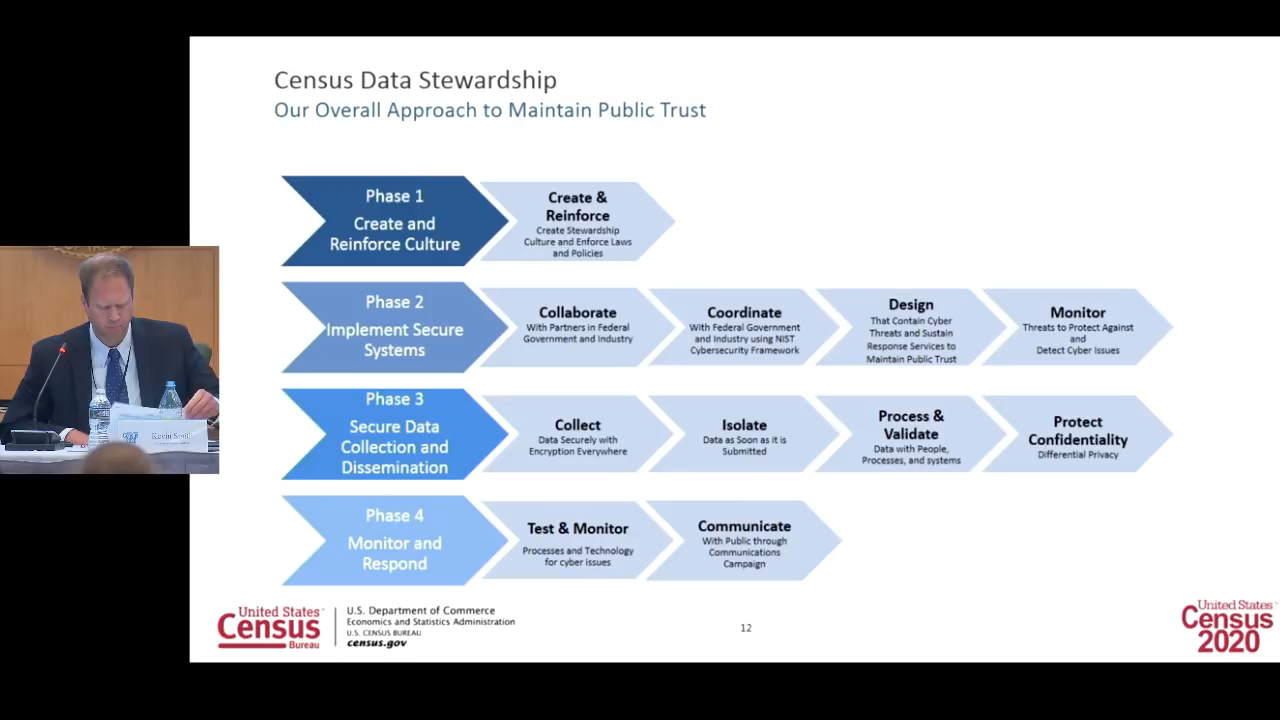 Census Data Stewardship
Our Overall Approach to Maintain Public Trust
Phase 1
Create and
Reinforce Culture
Create &
Reinforce
Create Stewardship
Culture and Enforce Laws
and Policies
Phase 2
Implement Secure
Systems
Collaborate
With Partners in Federal
Government and Industry
Coordinate
With Federal Government
and Industry using NIST
Cybersecurity Framework
Design
That Contain Cyber
Threats and Sustain
Response Services to
Maintain Public Trust
Monitor
Threats to Protect Against
and
Detect Cyber Issues
Phase 3
Secure Data
Collection and
Dissemination
Collect
Data Securely with
Encryption Everywhere
Isolate
Data as Soon as it is
Submitted
Process &
Validate
Data with People,
Processes, and systems
Protect
Confidentiality
Differential Privacy
Phase 4
Monitor and
Respond
Test & Monitor
Processes and Technology
for cyber issues
Communicate
With Public through
Communications
Campaign
Kevin Smith
United States
Census
Bureau
U.S. Department of Commerce
Economics and Statistics Administration
U.S. CENSUS BUREAU
census.gov
12
United States
Census
2020